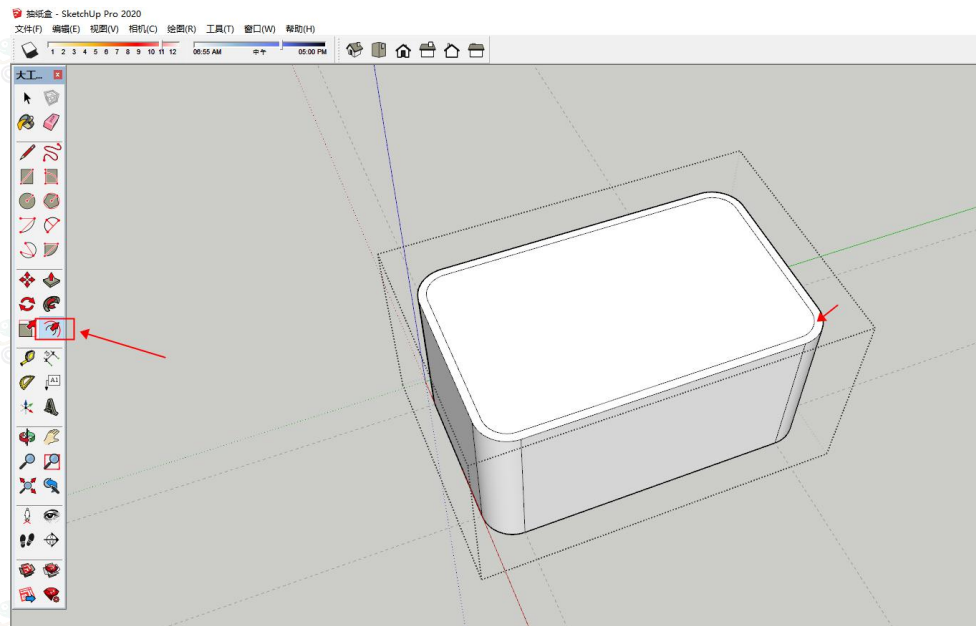 抽纸盒 - SketchUp Pro 2020
文件(F) 编辑(E) 视图(V) 相机(C) 绘图(R) 工具(T) 窗口(W) 帮助(H)
1 2 3 4 5 6 7 8 9 10 11 12 06:55 AM 中午 05:00 PM
大工...
A1